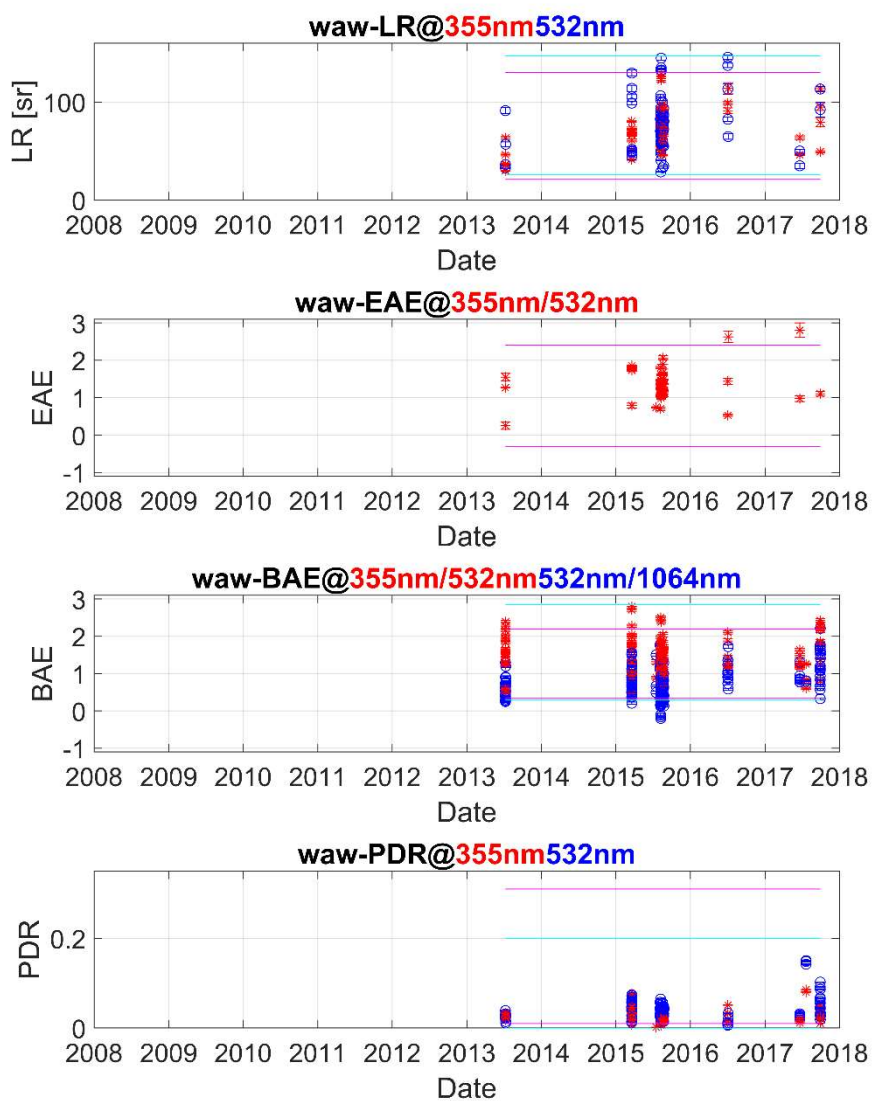 waw-LR@355nm532nm
LR [sr]
100
0
2008 2009 2010 2011 2012 2013 2014 2015 2016 2017 2018
Date
waw-EAE@355nm/532nm
EAE
3
2
1
0
-1
2008 2009 2010 2011 2012 2013 2014 2015 2016 2017 2018
Date
waw-BAE@355nm/532nm532nm/1064nm
BAE
3
2
1
0
-1
2008 2009 2010 2011 2012 2013 2014 2015 2016 2017 2018
Date
waw-PDR@355nm532nm
PDR
0.2
0
2008 2009 2010 2011 2012 2013 2014 2015 2016 2017 2018
Date